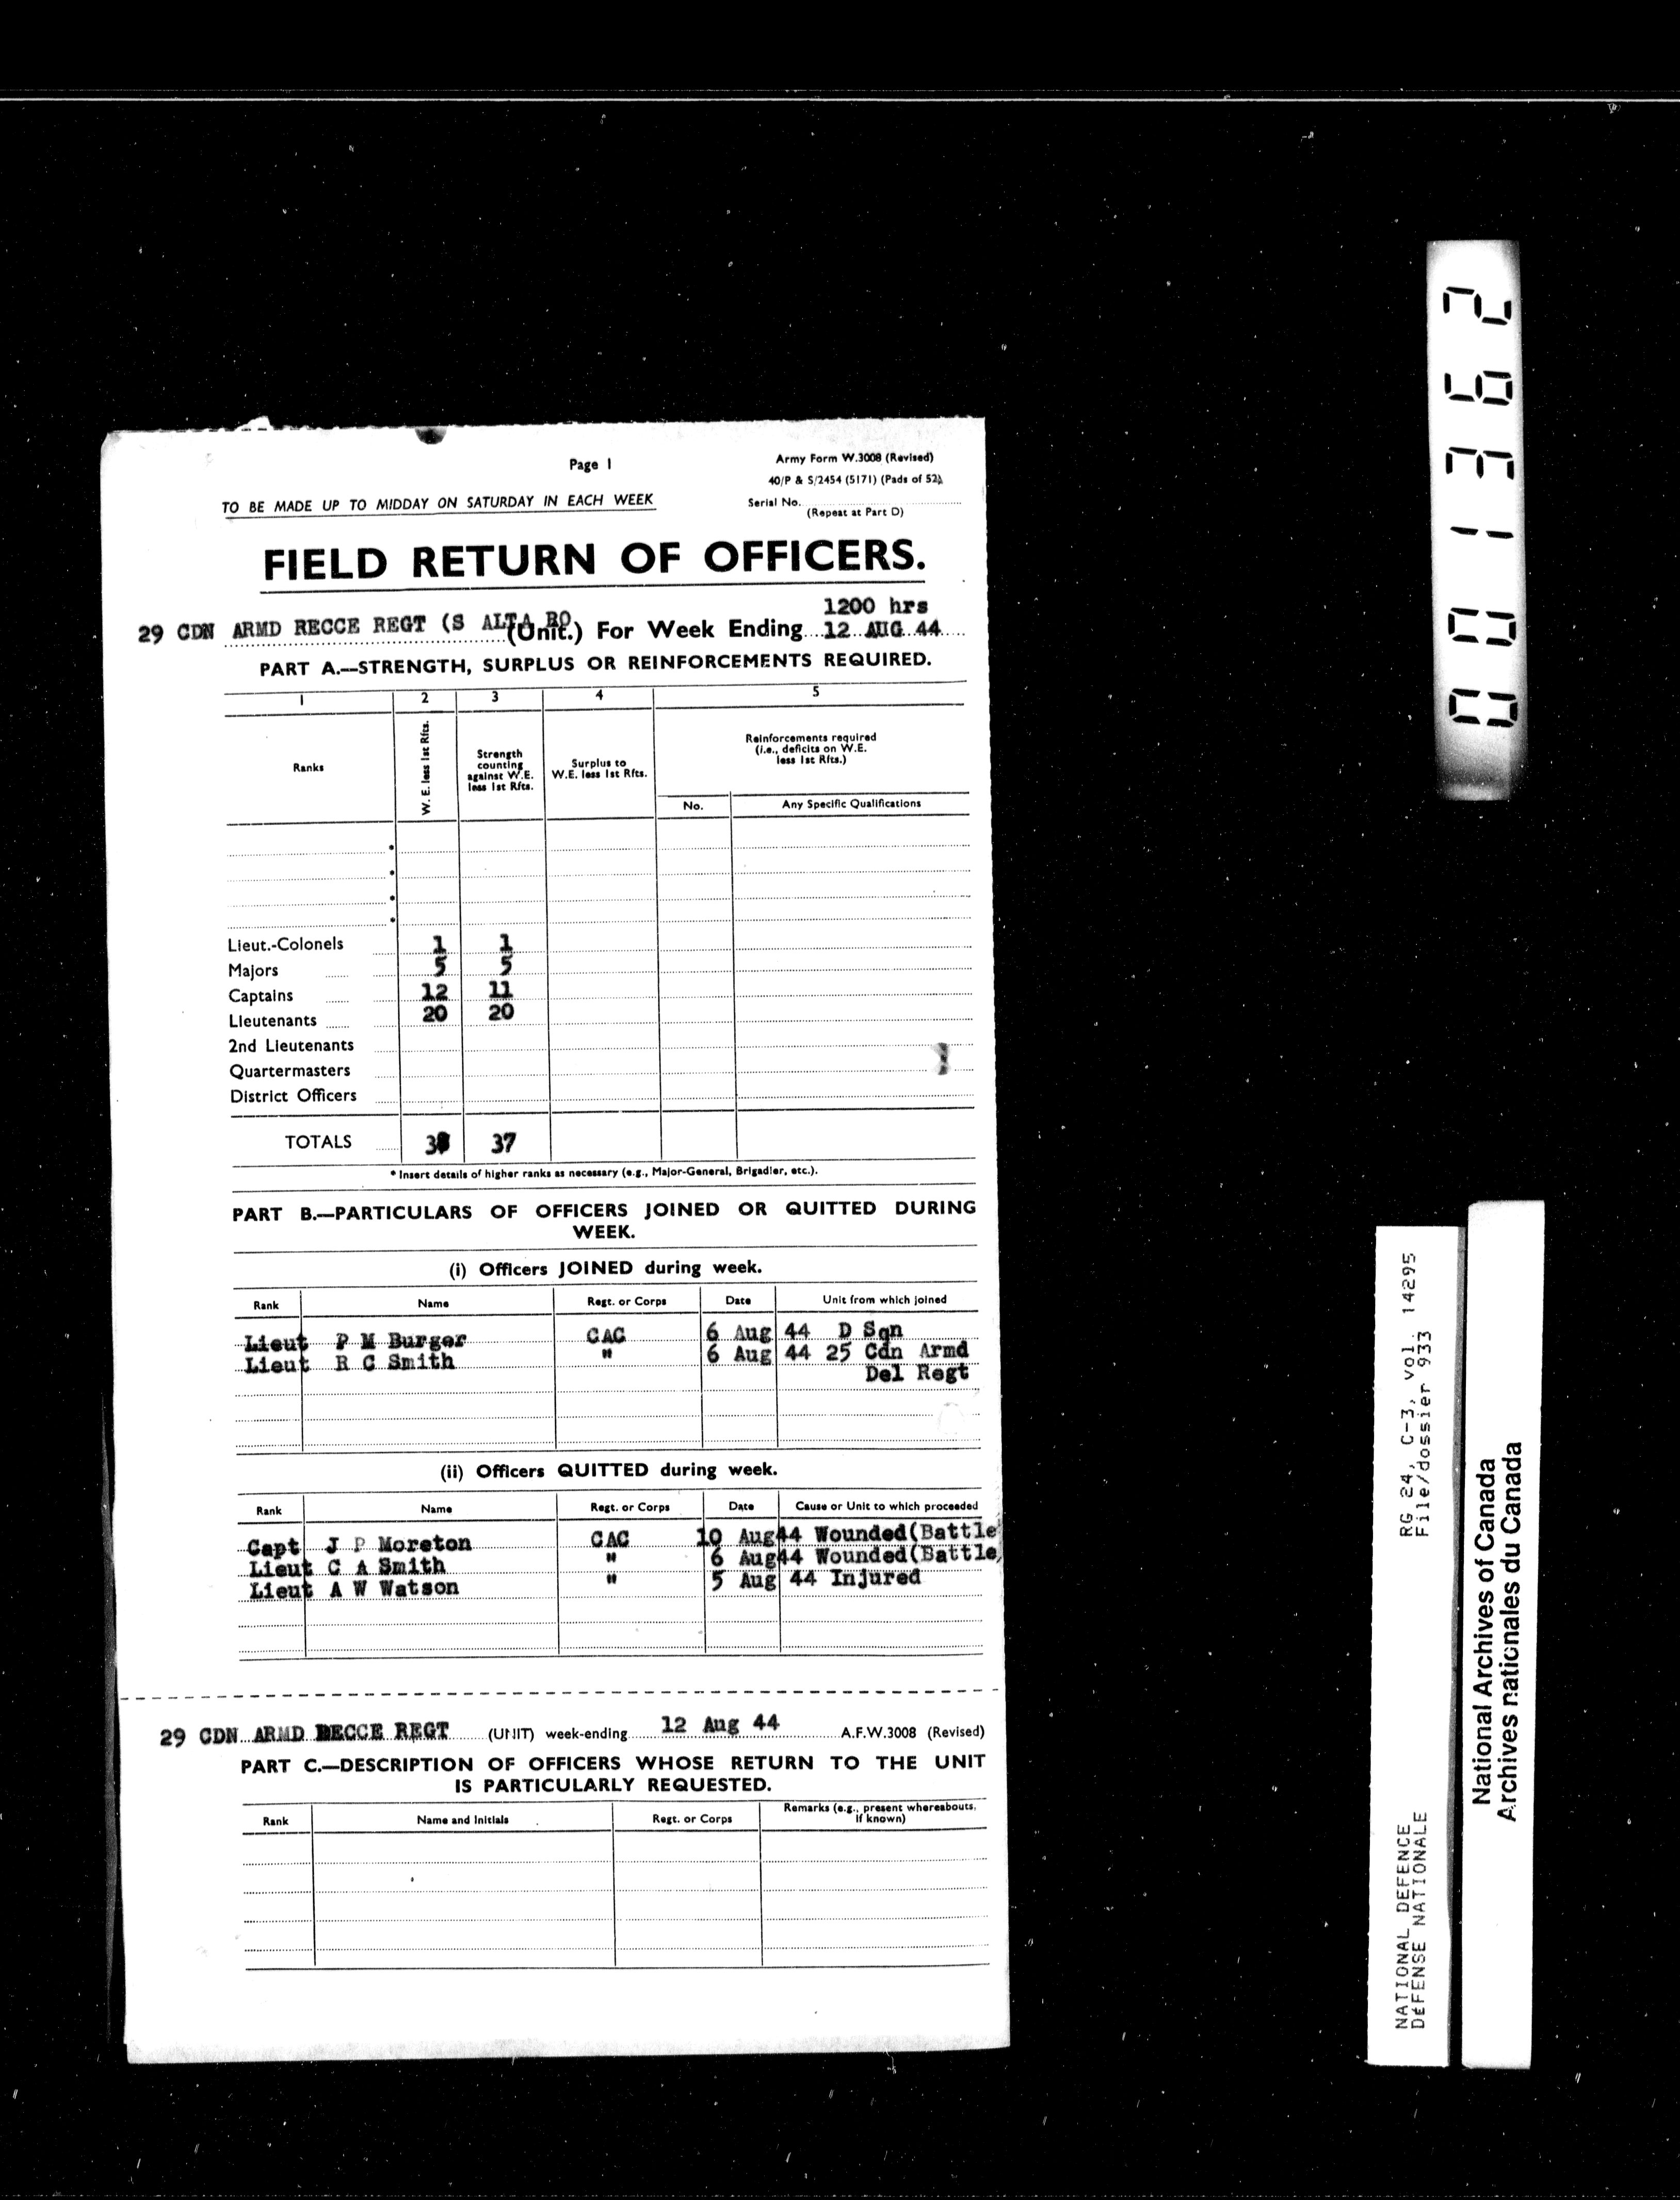 Page 1
Army Form W.3008 (Revised)
40/P & S/2454 (5171) (Pads of 52)
TO BE MADE UP TO MIDDAY ON SATURDAY IN EACH WEEK
Serial No.
(Repeat at Part D)
FIELD RETURN OF OFFICERS.
1200 hrs
29 CDN ARMD RECCE REGT (S ALTA (Unit.) For Week Ending 12 AUG 44
PART A.—STRENGTH, SURPLUS OR REINFORCEMENTS REQUIRED.
1 2 3 4 5
Ranks
W. E. less 1st Rfts.
Strength
counting
against W.E.
less 1st Rfts.
Surplus to
W.E. less 1st Rfts.
Reinforcements required
(i.e., deficits on W.E.
less 1st Rfts.)
No. Any Specific Qualifications
Lieut.-Colonels 1 1
Majors 5 5
Captains 12 11
Lieutenants 20 20
2nd Lieutenants
Quartermasters
District Officers
TOTALS 38 37
* Insert details of higher ranks as necessary (e.g., Major-General, Brigadier, etc.).
PART B.—PARTICULARS OF OFFICERS JOINED OR QUITTED DURING
WEEK.
(i) Officers JOINED during week.
Rank Name Regt. or Corps Date Unit from which joined
Lieut P M Burger CAC 6 Aug 44 D Sqn
Lieut R C Smith " 6 Aug 44 25 Cdn Armd
Del Regt
(ii) Officers QUITTED during week.
Rank Name Regt. or Corps Date Cause or Unit to which proceeded
Capt J P Moreton CAC 10 Aug 44 Wounded(Battle
Lieut C A Smith " 6 Aug 44 Wounded(Battle
Lieut A W Watson " 5 Aug 44 Injured
29 CDN ARMD RECCE REGT (UNIT) week-ending 12 Aug 44 A.F.W.3008 (Revised)
PART C.—DESCRIPTION OF OFFICERS WHOSE RETURN TO THE UNIT
IS PARTICULARLY REQUESTED.
Rank Name and Initials Regt. or Corps Remarks (e.g., present whereabouts,
if known)
001362
NATIONAL DEFENCE RG 24, C-3, vol. 14295
DéFENSE NATIONALE File/dossier 933
National Archives of Canada
Archives nationales du Canada